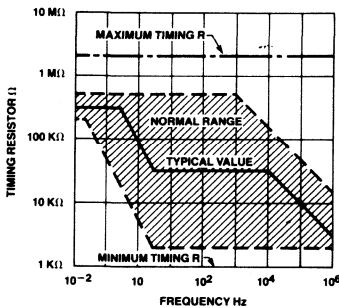 10 MΩ
MAXIMUM TIMING R
1 MΩ
NORMAL RANGE
100 KΩ
TYPICAL VALUE
10 KΩ
MINIMUM TIMING R
1 KΩ
10⁻² 1 10² 10⁴ 10⁶
FREQUENCY Hz
TIMING RESISTOR Ω